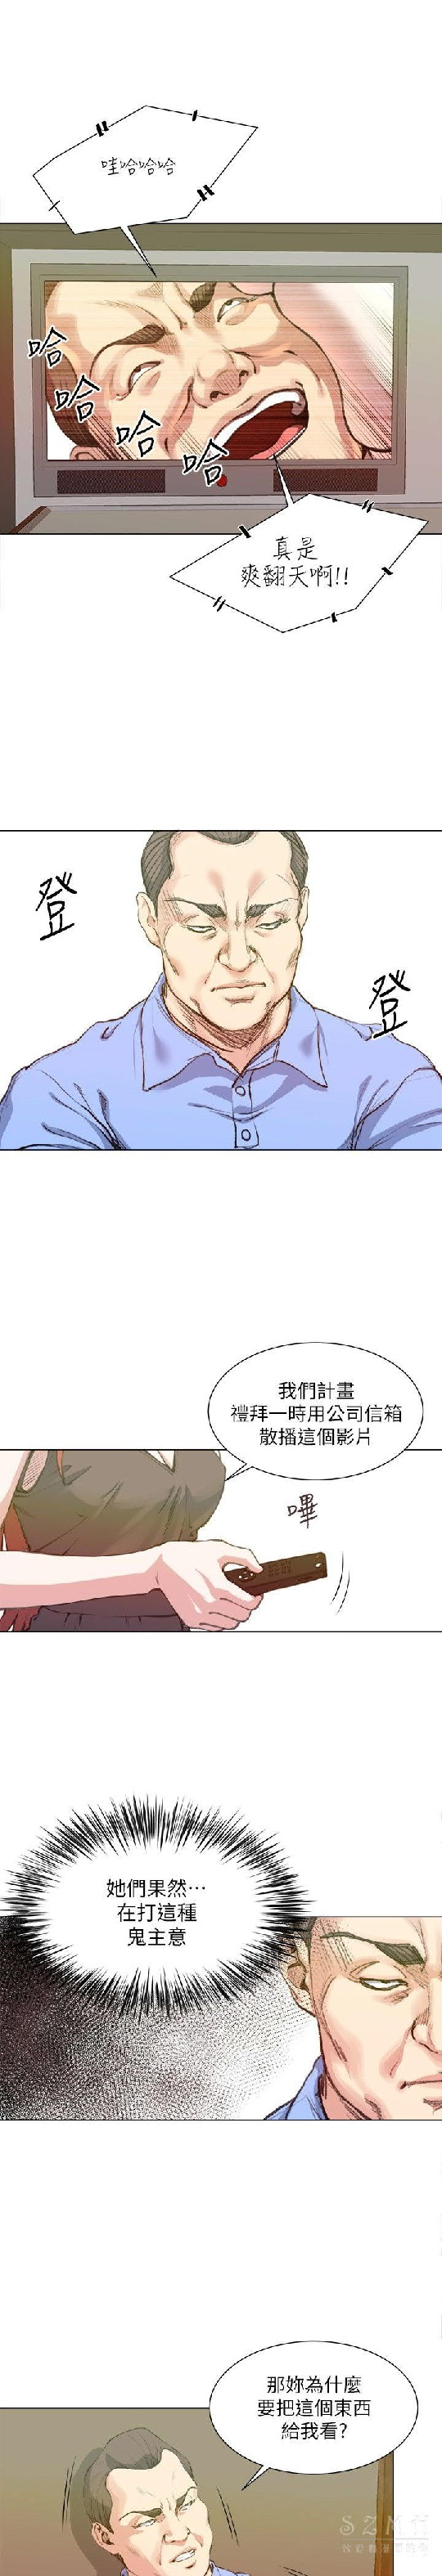 哇哈哈哈
哈
哈
哈
哈
真是
爽翻天啊!!
登
登
我們計畫
禮拜一時用公司信箱
散播這個影片
嗶
她們果然…
在打這種
鬼主意
那妳為什麼
要把這個東西
給我看?